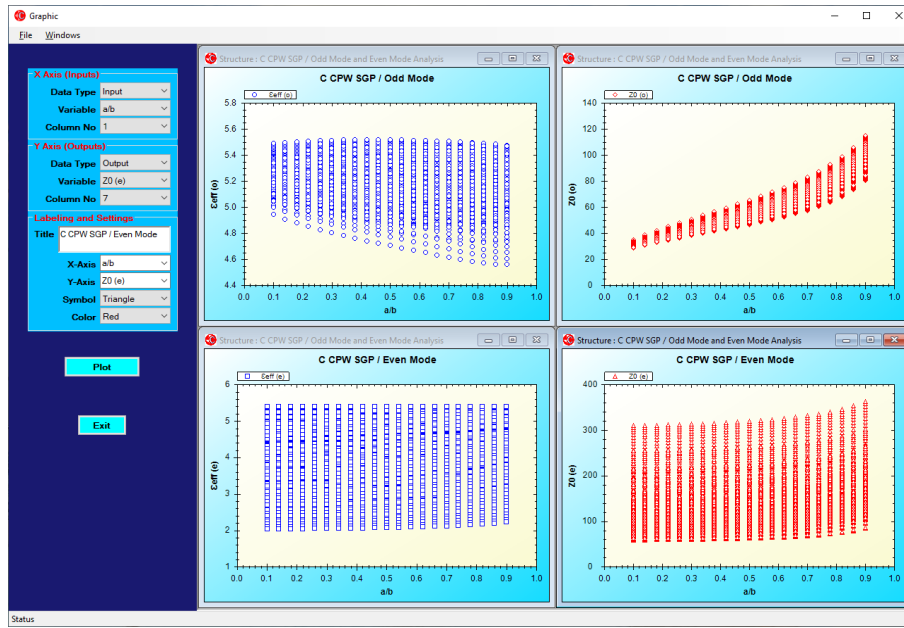 Graphic
File Windows
X Axis (Inputs)
Data Type Input
Variable a/b
Column No 1
Y Axis (Outputs)
Data Type Output
Variable Z0 (e)
Column No 7
Labeling and Settings
Title C CPW SGP / Even Mode
X-Axis a/b
Y-Axis Z0 (e)
Symbol Triangle
Color Red
Plot
Exit
Structure : C CPW SGP / Odd Mode and Even Mode Analysis
C CPW SGP / Odd Mode
Ɛeff (o)
Ɛeff (o)
5.8
5.6
5.4
5.2
5.0
4.8
4.6
4.4
0.0 0.1 0.2 0.3 0.4 0.5 0.6 0.7 0.8 0.9 1.0
a/b
Structure : C CPW SGP / Odd Mode and Even Mode Analysis
C CPW SGP / Odd Mode
Z0 (o)
Z0 (o)
140
120
100
80
60
40
20
0
0.0 0.1 0.2 0.3 0.4 0.5 0.6 0.7 0.8 0.9 1.0
a/b
Structure : C CPW SGP / Odd Mode and Even Mode Analysis
C CPW SGP / Even Mode
Ɛeff (e)
Ɛeff (e)
6
5
4
3
2
1
0.0 0.1 0.2 0.3 0.4 0.5 0.6 0.7 0.8 0.9 1.0
a/b
Structure : C CPW SGP / Odd Mode and Even Mode Analysis
C CPW SGP / Even Mode
Z0 (e)
Z0 (e)
400
300
200
100
0
0.0 0.1 0.2 0.3 0.4 0.5 0.6 0.7 0.8 0.9 1.0
a/b
Status